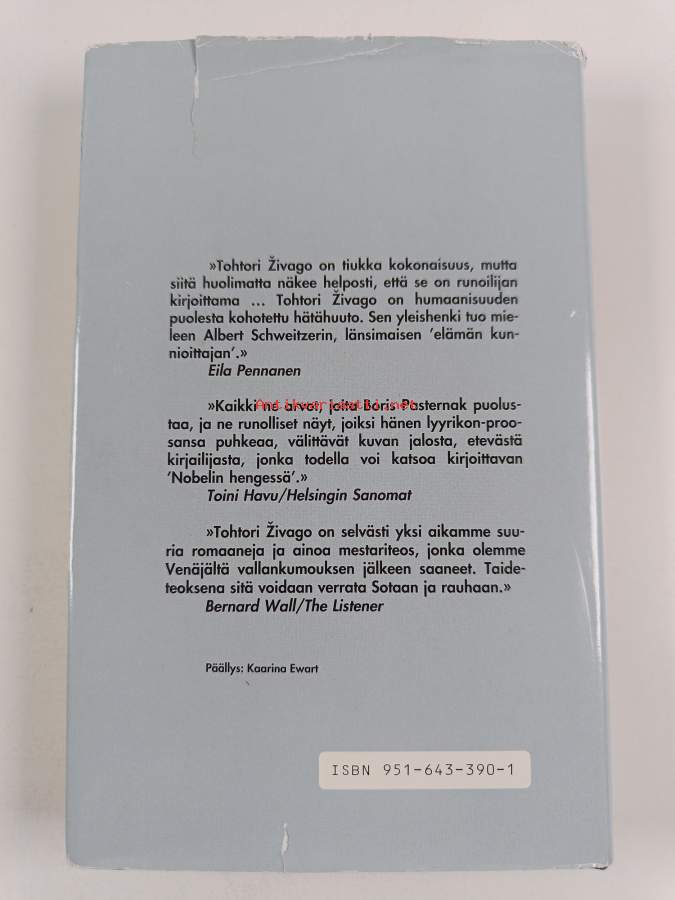 »Tohtori Živago on tiukka kokonaisuus, mutta
siitä huolimatta näkee helposti, että se on runoilijan
kirjoittama ... Tohtori Živago on humaanisuuden
puolesta kohotettu hätähuuto. Sen yleishenki tuo mie-
leen Albert Schweitzerin, länsimaisen 'elämän kun-
nioittajan'.»
Eila Pennanen
Antikvariaatti.net
»Kaikki ne arvot, joita Boris Pasternak puolus-
taa, ja ne runolliset näyt, joiksi hänen lyyrikon-proo-
sansa puhkeaa, välittävät kuvan jalosta, etevästä
kirjailijasta, jonka todella voi katsoa kirjoittavan
'Nobelin hengessä'.»
Toini Havu/Helsingin Sanomat
»Tohtori Živago on selvästi yksi aikamme suu-
ria romaaneja ja ainoa mestariteos, jonka olemme
Venäjältä vallankumouksen jälkeen saaneet. Taide-
teoksena sitä voidaan verrata Sotaan ja rauhaan.»
Bernard Wall/The Listener
Päällys: Kaarina Ewart
ISBN 951-643-390-1